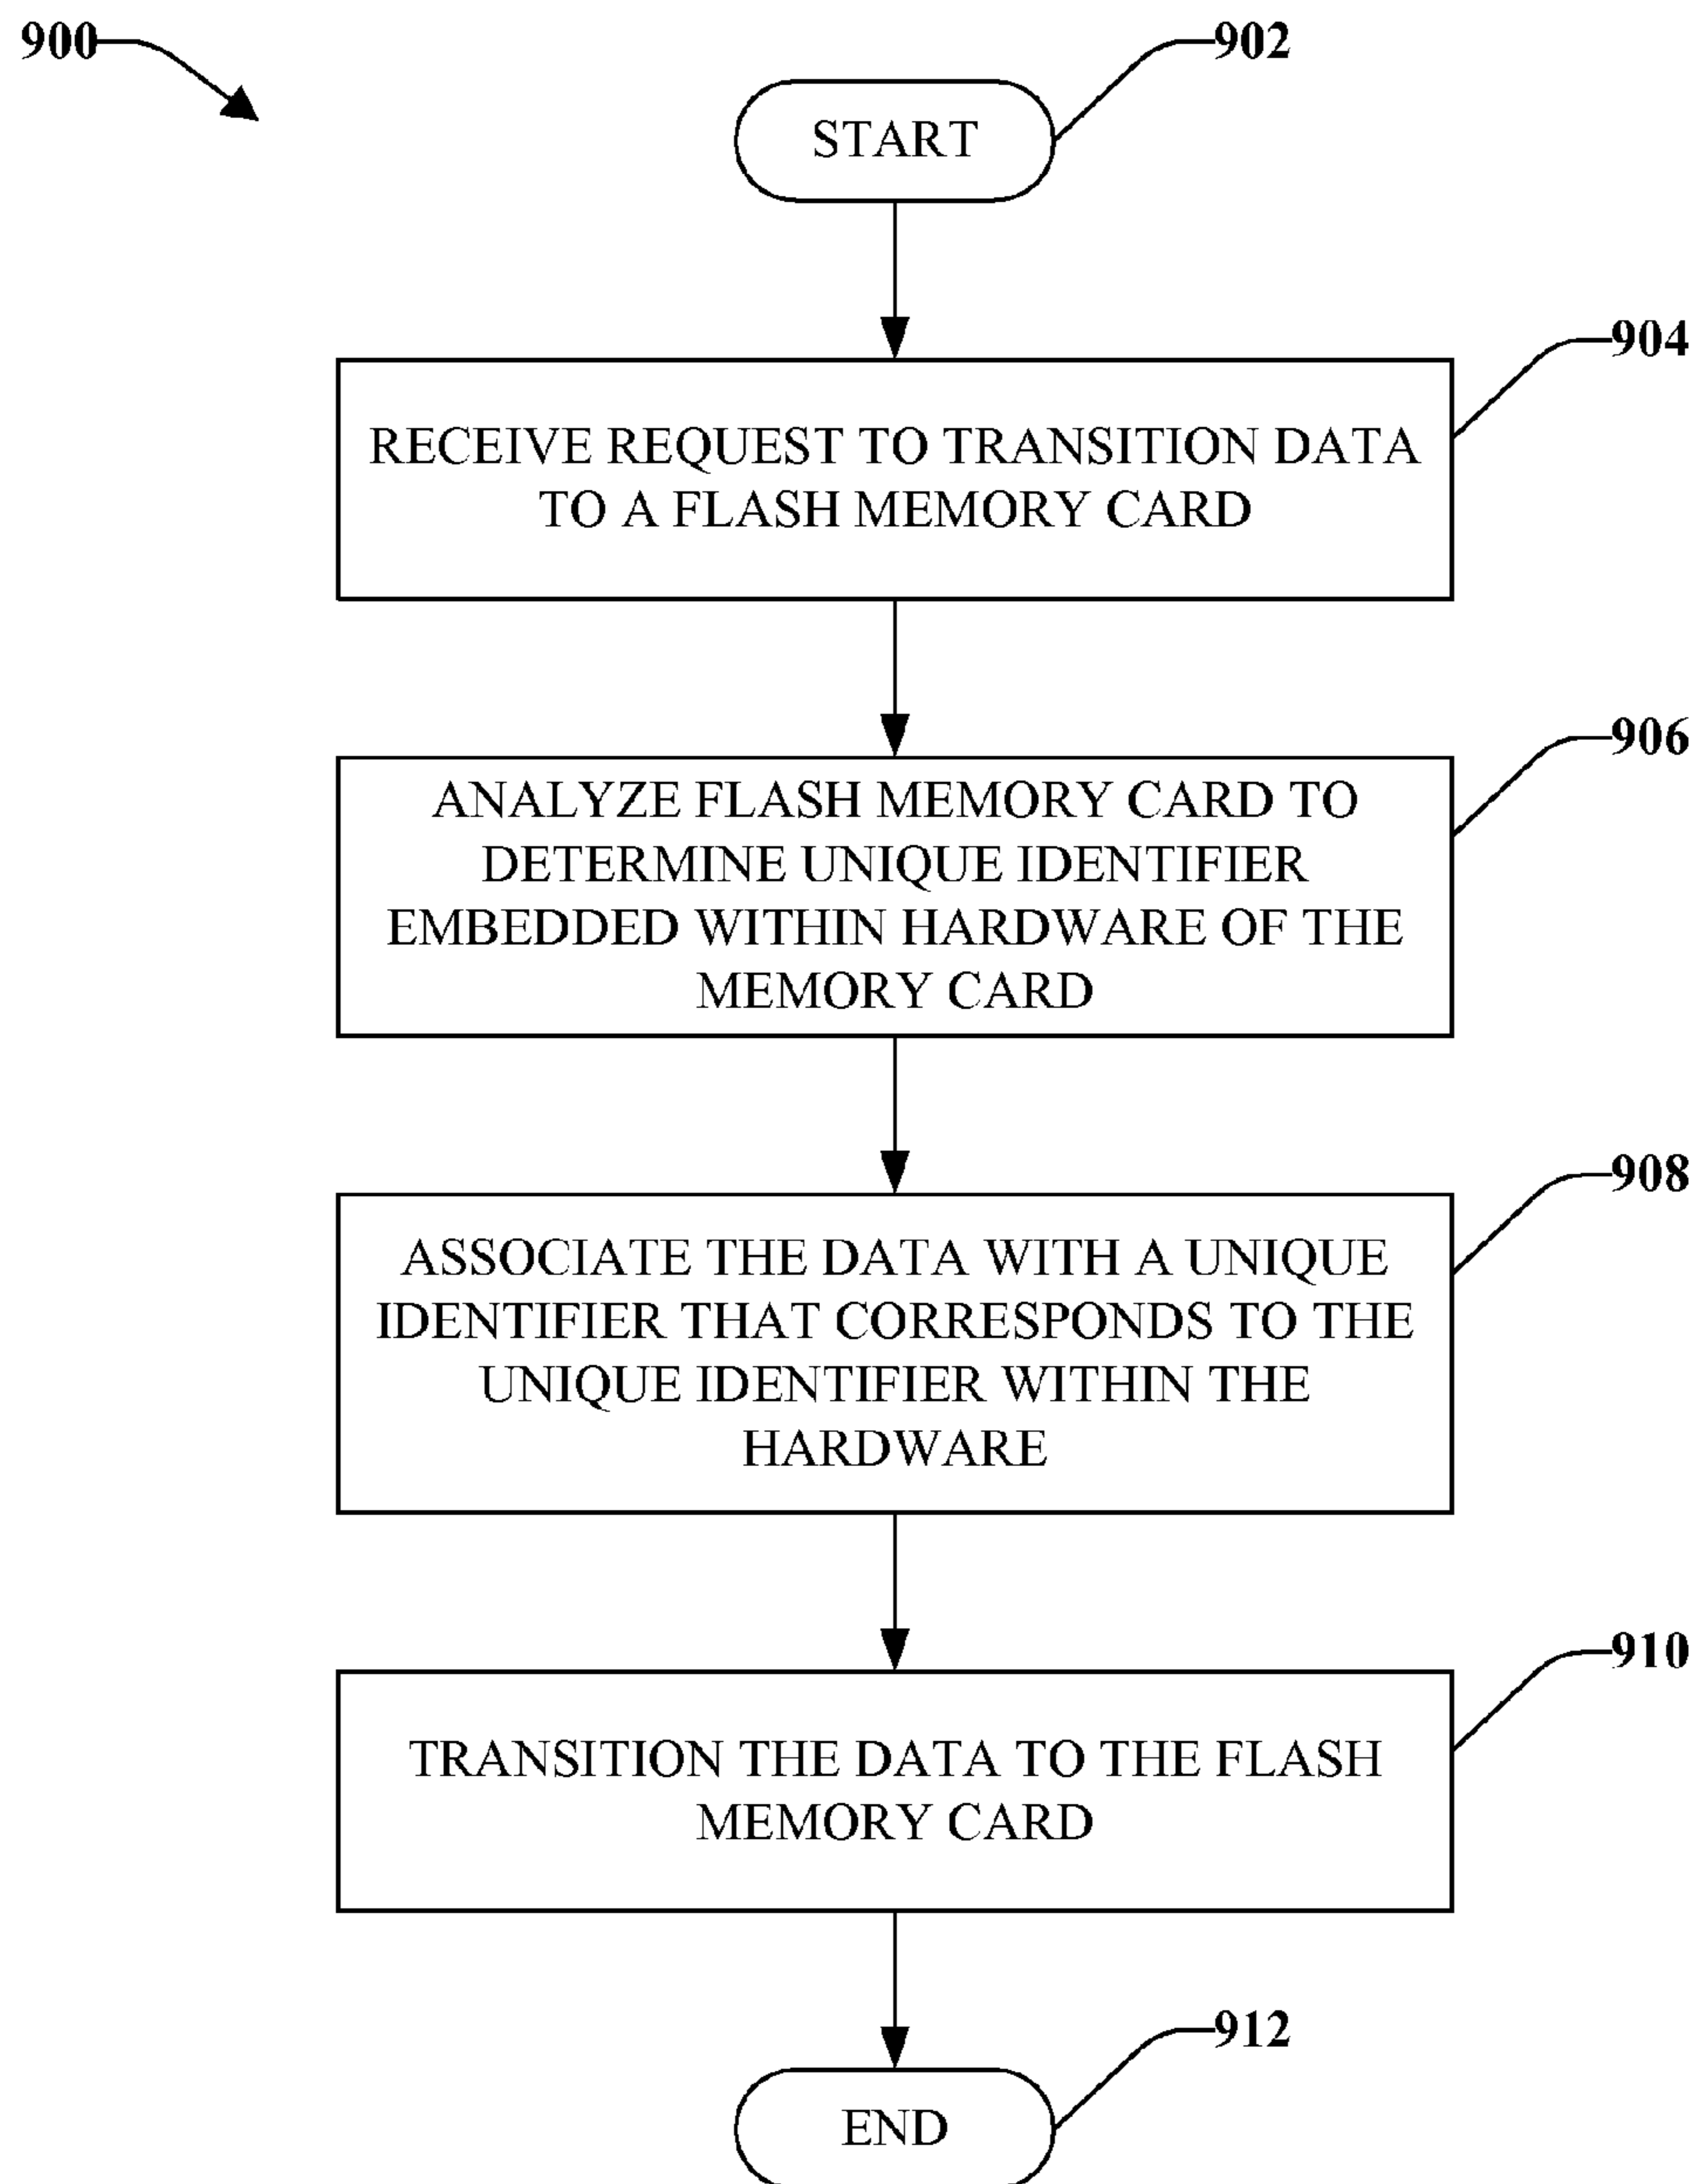 900
902
START
904
RECEIVE REQUEST TO TRANSITION DATA
TO A FLASH MEMORY CARD
906
ANALYZE FLASH MEMORY CARD TO
DETERMINE UNIQUE IDENTIFIER
EMBEDDED WITHIN HARDWARE OF THE
MEMORY CARD
908
ASSOCIATE THE DATA WITH A UNIQUE
IDENTIFIER THAT CORRESPONDS TO THE
UNIQUE IDENTIFIER WITHIN THE
HARDWARE
910
TRANSITION THE DATA TO THE FLASH
MEMORY CARD
912
END